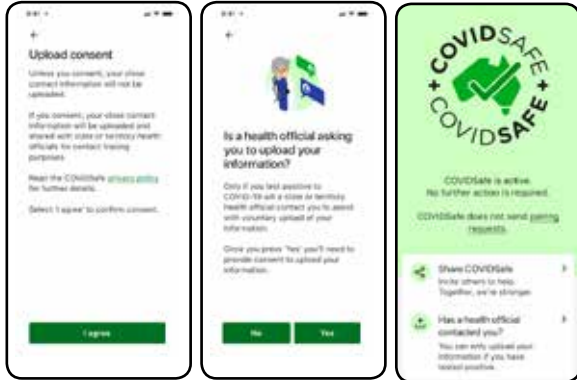 Upload consent
Unless you consent, your close
contact information will not be
uploaded.
If you consent, your close contact
information will be uploaded and
shared with state or territory health
officials for contact tracing
purposes.
Read the COVIDSafe privacy policy
for further details.
Select 'I agree' to confirm consent.
I agree
Is a health official asking
you to upload your
information?
Only if you test positive to
COVID-19 will a state or territory
health official contact you to assist
with voluntary upload of your
information.
Once you press 'Yes' you'll need to
provide consent to upload your
information.
No
Yes
COVIDSAFE
COVIDSAFE
COVIDSafe is active.
No further action is required.
COVIDSafe does not send pairing
requests.
Share COVIDSafe
Invite others to help.
Together, we're stronger.
Has a health official
contacted you?
You can only upload your
information if you have
tested positive.